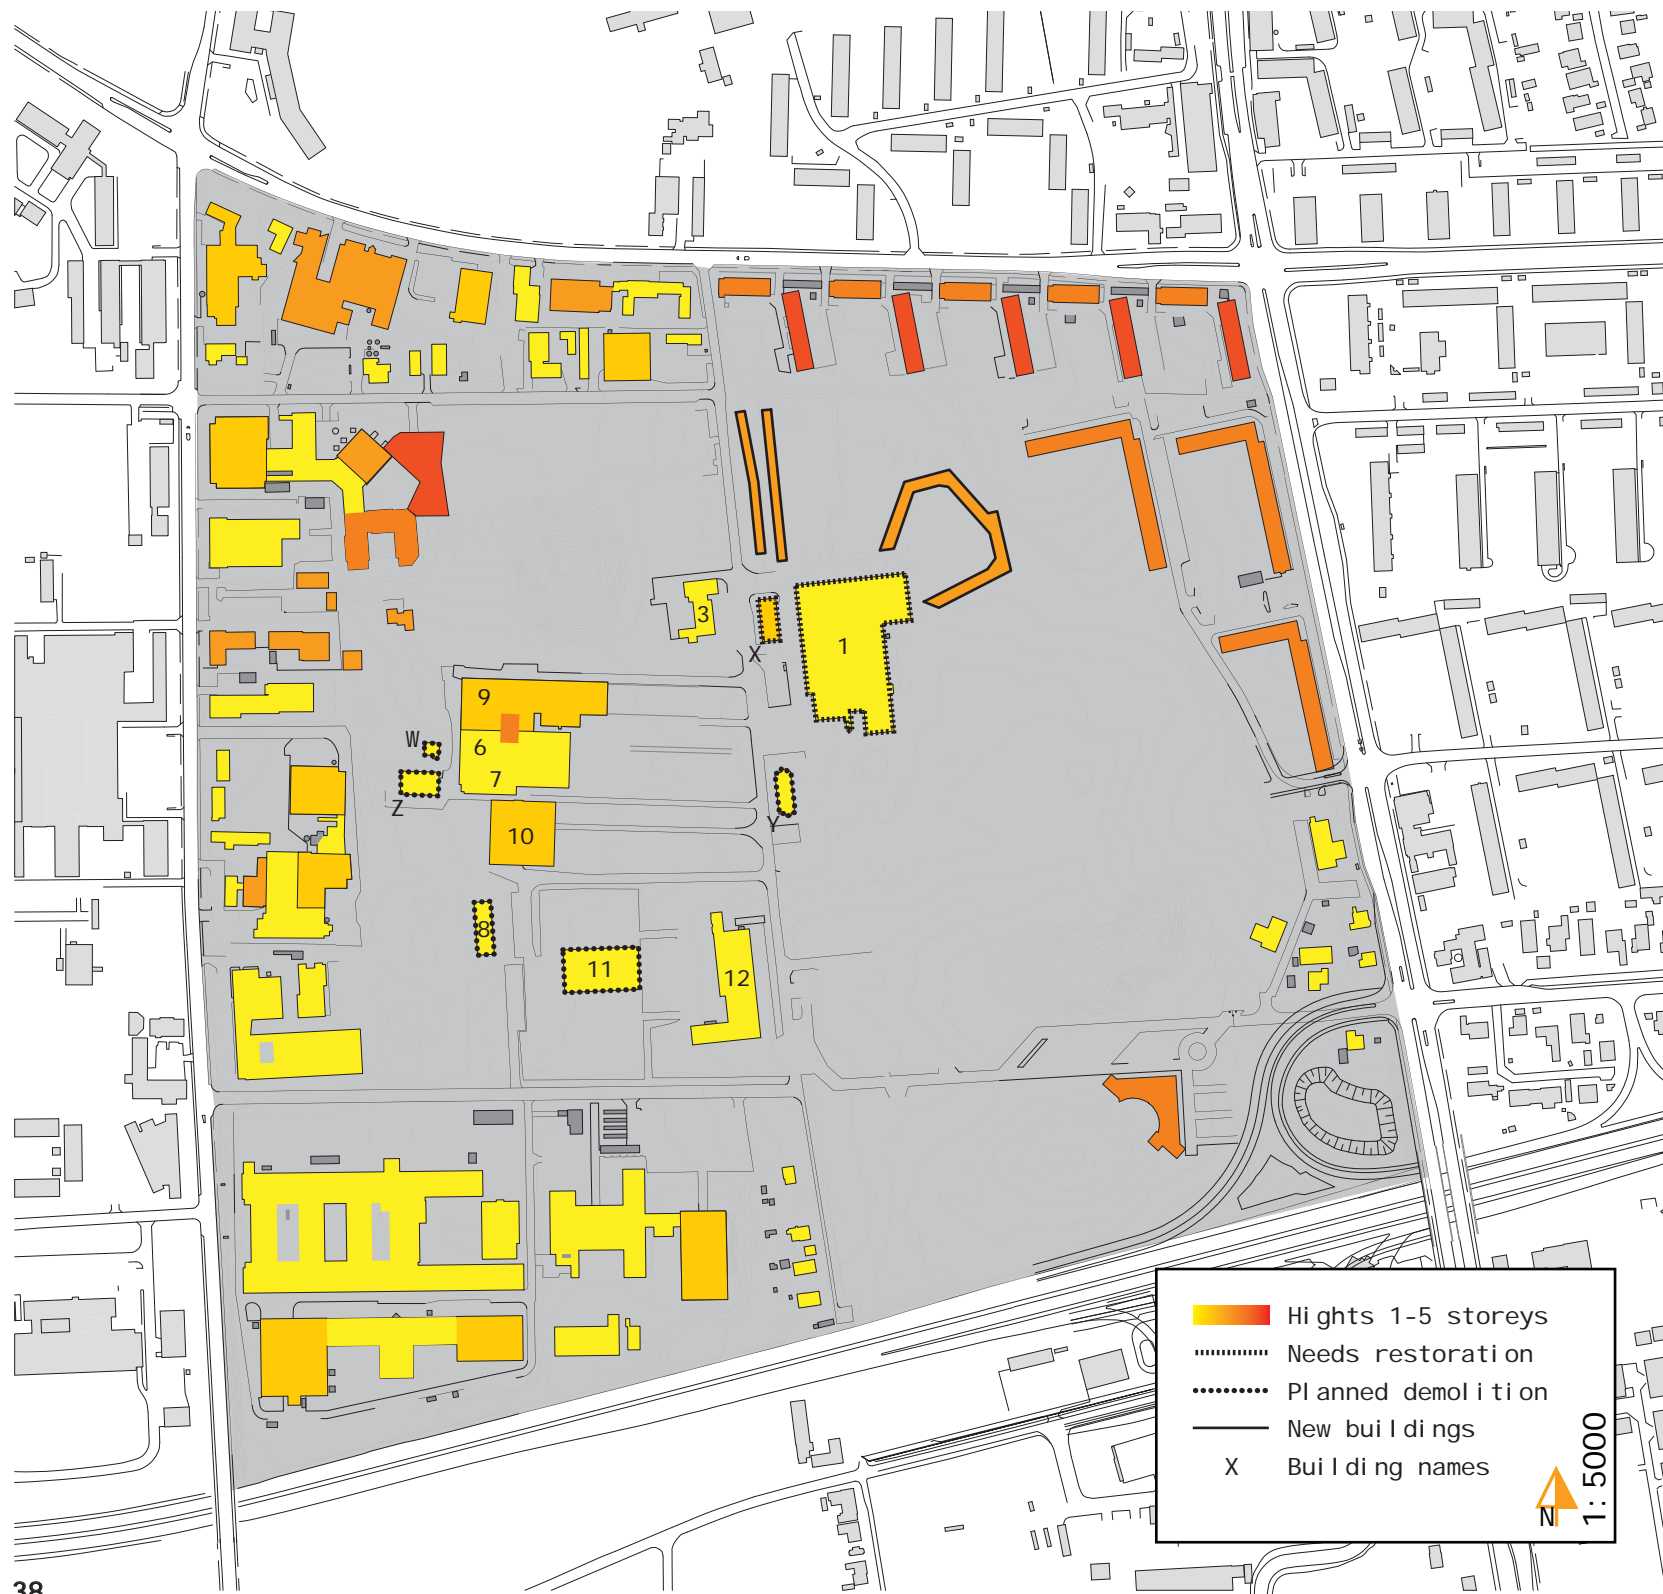 3
1
X
9
W
6
7
Z
Y
10
8
11
12
Hights 1-5 storeys
Needs restoration
Planned demolition
New buildings
X Building names
N
1:5000
38